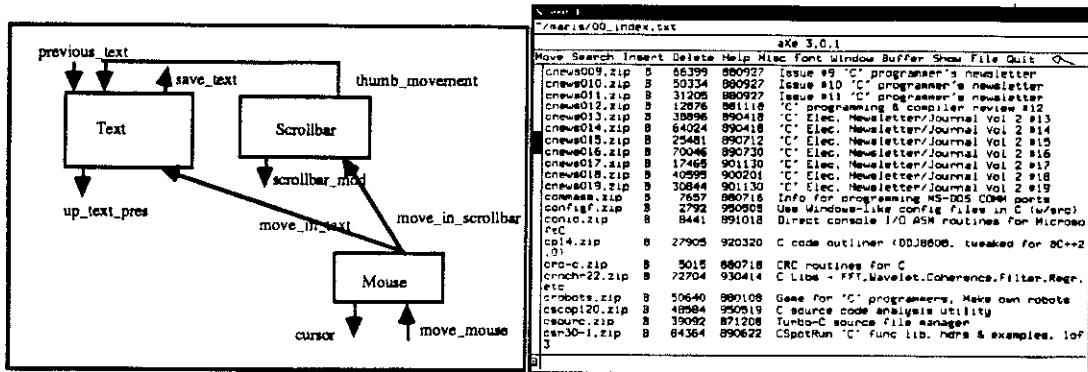 previous_text
save_text
thumb_movement
Text
Scrollbar
up_text_pres
scrollbar_mod
move_in_text
move_in_scrollbar
Mouse
cursor
move_mouse
~/maris/00_index.txt
aXe 3.0.1
Move Search Insert Delete Help Misc Font Window Buffer Show File Quit
cnews009.zip B 66399 880927 Issue #9 "C" programmer's newsletter
cnews010.zip B 50334 880927 Issue #10 "C" programmer's newsletter
cnews011.zip B 31205 880927 Issue #11 "C" programmer's newsletter
cnews012.zip B 12876 881118 "C" programming & compiler review #12
cnews013.zip B 38896 890418 "C" Elec. Newsletter/Journal Vol 2 #13
cnews014.zip B 64024 890418 "C" Elec. Newsletter/Journal Vol 2 #14
cnews015.zip B 25481 890712 "C" Elec. Newsletter/Journal Vol 2 #15
cnews016.zip B 70046 890730 "C" Elec. Newsletter/Journal Vol 2 #16
cnews017.zip B 17465 901130 "C" Elec. Newsletter/Journal Vol 2 #17
cnews018.zip B 40595 900201 "C" Elec. Newsletter/Journal Vol 2 #18
cnews019.zip B 30844 901130 "C" Elec. Newsletter/Journal Vol 2 #19
commasm.zip B 7657 880716 Info for programming MS-DOS COMM ports
configf.zip B 2792 950508 Use Windows-like config files in C (w/src)
conio.zip B 8441 891018 Direct console I/O ASM routines for Microso
ftC
cp14.zip B 27905 920320 C code outliner (DDJ8608, tweaked for BC++2
.0)
crc-c.zip B 5015 880718 CRC routines for C
crnchr22.zip B 72704 930414 C Libs - FFT,Wavelet,Coherence,Filter,Regr,
etc
crobots.zip B 50640 880108 Game for "C" programmers, Make own robots
cscop120.zip B 48584 950519 C source code analysis utility
csourc.zip B 39092 871208 Turbo-C source file manager
csr30-1.zip B 84364 890622 CSpotRun "C" func lib, hdrs & examples, 1of
3